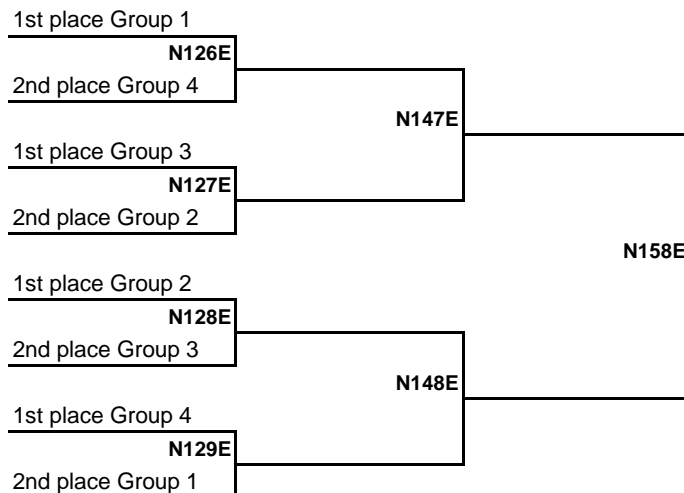 1st place Group 1
N126E
2nd place Group 4
N147E
1st place Group 3
N127E
2nd place Group 2
N158E
1st place Group 2
N128E
2nd place Group 3
N148E
1st place Group 4
N129E
2nd place Group 1